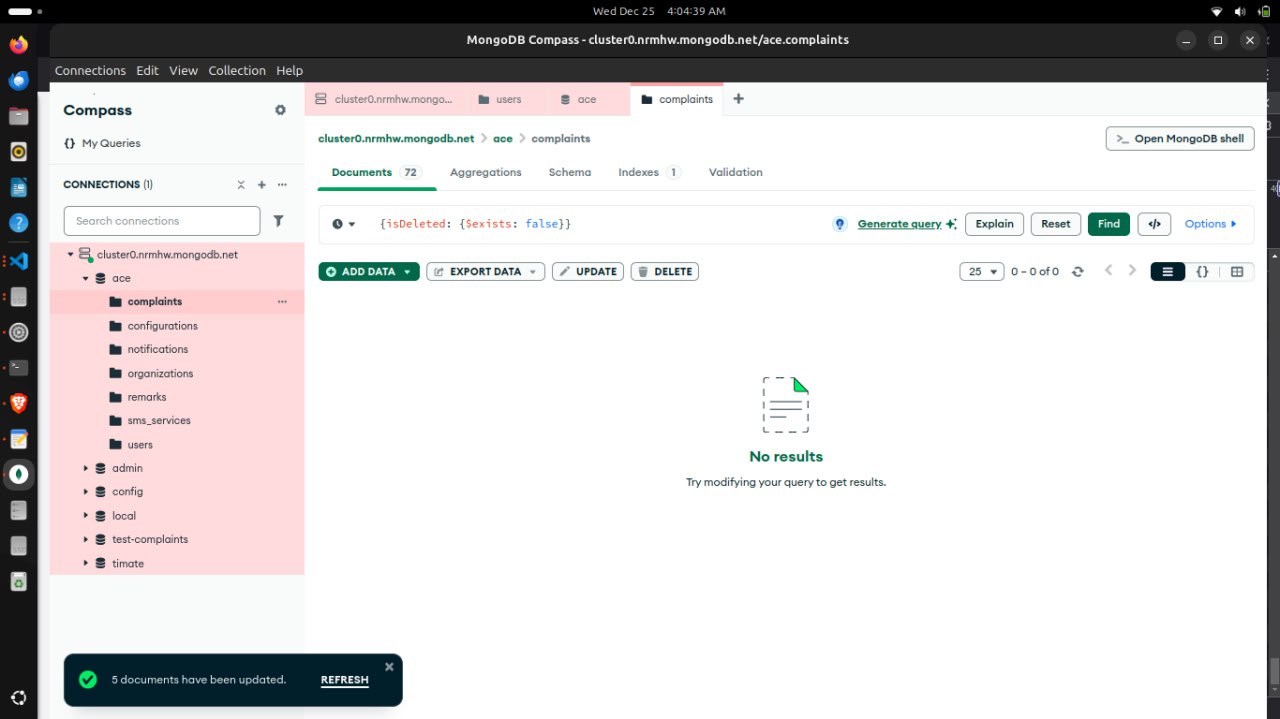 Wed Dec 25 4:04:39 AM
MongoDB Compass - cluster0.nrmhw.mongodb.net/ace.complaints
Connections Edit View Collection Help
Compass
My Queries
CONNECTIONS (1)
Search connections
cluster0.nrmhw.mongodb.net
ace
complaints
configurations
notifications
organizations
remarks
sms_services
users
admin
config
local
test-complaints
timate
cluster0.nrmhw.mongo... users ace complaints
cluster0.nrmhw.mongodb.net ace complaints
>_ Open MongoDB shell
Documents 72 Aggregations Schema Indexes 1 Validation
{isDeleted: {$exists: false}}
Generate query Explain Reset Find </> Options
ADD DATA EXPORT DATA UPDATE DELETE
25 0 – 0 of 0 {}
No results
Try modifying your query to get results.
5 documents have been updated. REFRESH